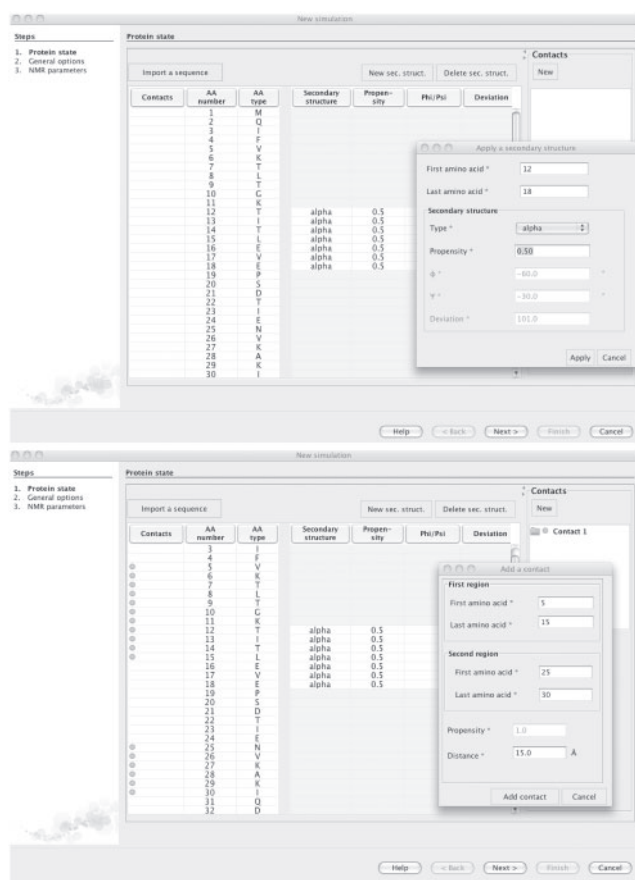 New simulation
Steps
Protein state
1. Protein state
2. General options
3. NMR parameters
Contacts
Import a sequence New sec. struct. Delete sec. struct. New
Contacts AA number AA type Secondary structure Propen-sity Phi/Psi Deviation
1 M
2 Q
3 I
4 F
5 V
6 K
7 T
8 L
9 T
10 G
11 K
12 T alpha 0.5
13 I alpha 0.5
14 T alpha 0.5
15 L alpha 0.5
16 E alpha 0.5
17 V alpha 0.5
18 E alpha 0.5
19 P
20 S
21 D
22 T
23 I
24 E
25 N
26 V
27 K
28 A
29 K
30 I
Apply a secondary structure
First amino acid * 12
Last amino acid * 18
Secondary structure
Type * alpha
Propensity * 0.50
Φ * -60.0 °
Ψ * -30.0 °
Deviation * 101.0
Apply Cancel
Help < Back Next > Finish Cancel
New simulation
Steps
Protein state
1. Protein state
2. General options
3. NMR parameters
Contacts
Import a sequence New sec. struct. Delete sec. struct. New
Contacts AA number AA type Secondary structure Propen-sity Phi/Psi Deviation
Contact 1
3 I
4 F
5 V
6 K
7 T
8 L
9 T
10 G
11 K
12 T alpha 0.5
13 I alpha 0.5
14 T alpha 0.5
15 L alpha 0.5
16 E alpha 0.5
17 V alpha 0.5
18 E alpha 0.5
19 P
20 S
21 D
22 T
23 I
24 E
25 N
26 V
27 K
28 A
29 K
30 I
31 Q
32 D
Add a contact
First region
First amino acid * 5
Last amino acid * 15
Second region
First amino acid * 25
Last amino acid * 30
Propensity * 1.0
Distance * 15.0 Å
Add contact Cancel
Help < Back Next > Finish Cancel